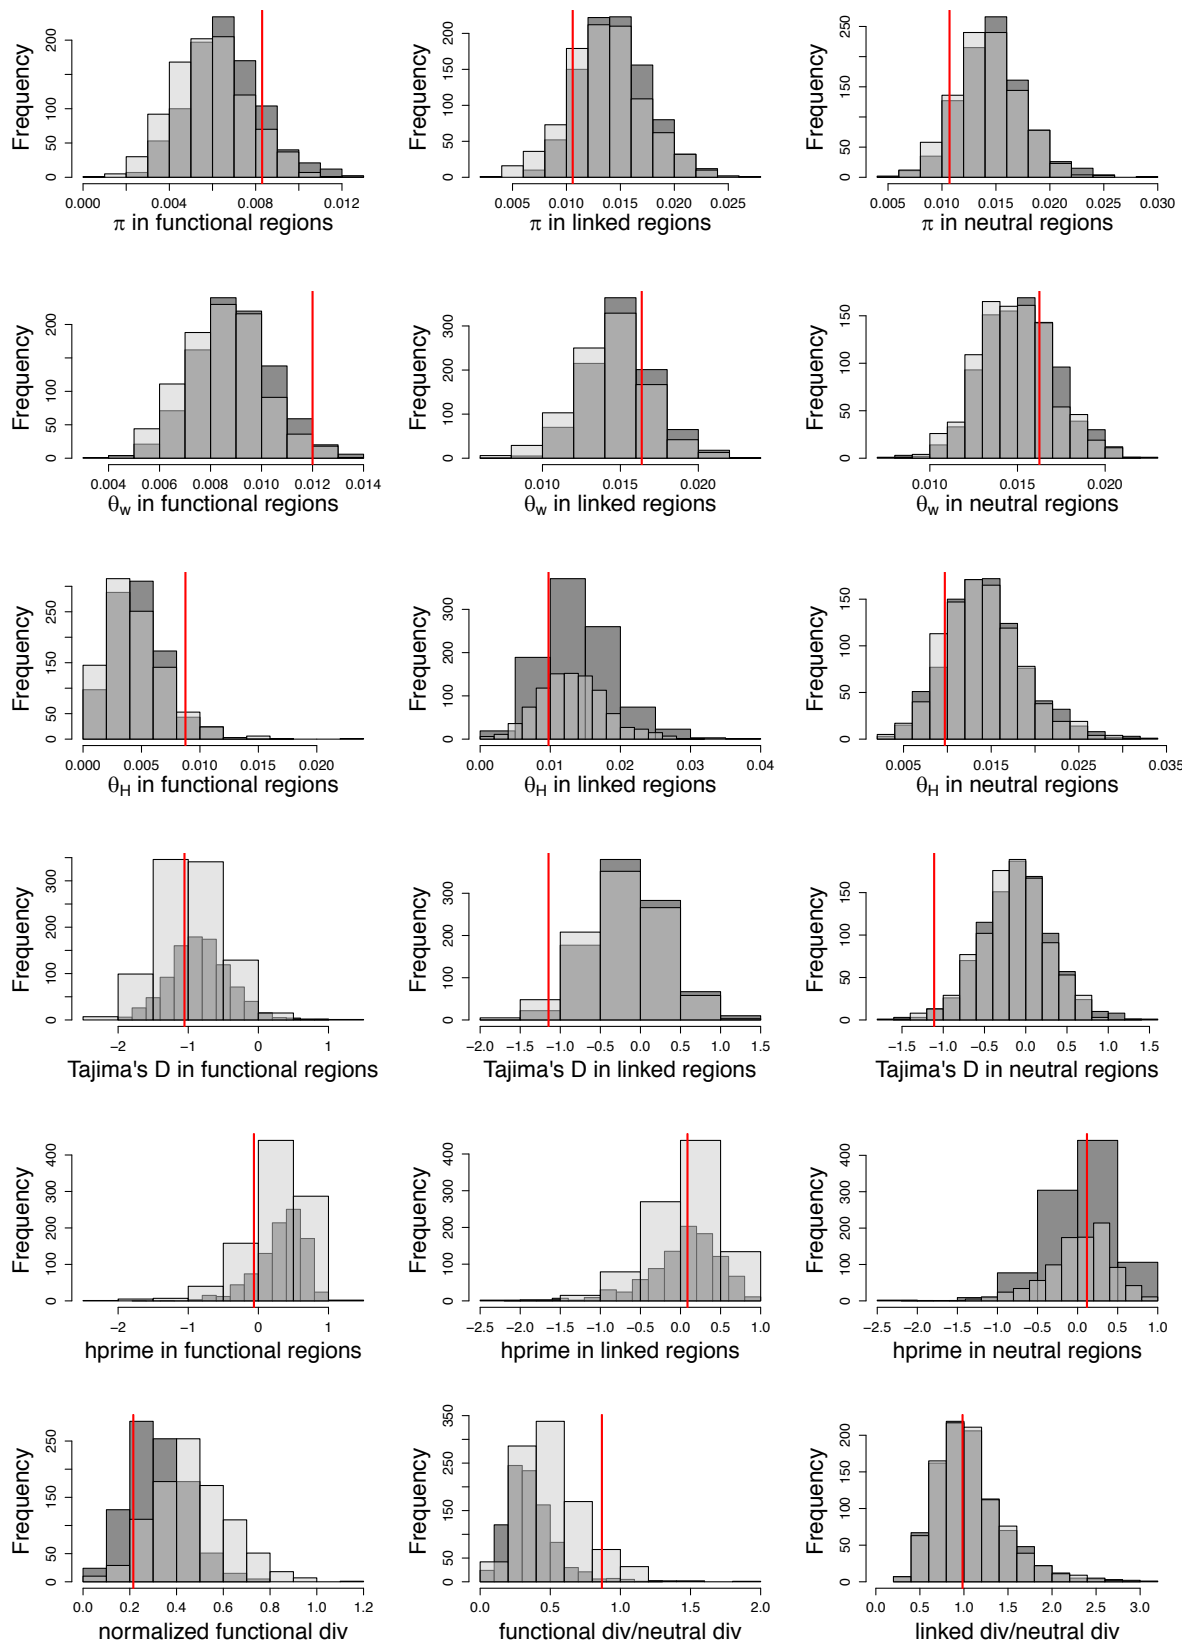 Frequency
0 50 100 200
0.000 0.004 0.008 0.012
π in functional regions
Frequency
0 50 100 150 200
0.005 0.010 0.015 0.020 0.025
π in linked regions
Frequency
0 50 150 250
0.005 0.010 0.015 0.020 0.030
π in neutral regions
Frequency
0 50 100 200
0.004 0.006 0.008 0.010 0.012 0.014
θw in functional regions
Frequency
0 100 200 300
0.010 0.015 0.020
θw in linked regions
Frequency
0 50 100 150
0.010 0.015 0.020
θw in neutral regions
Frequency
0 50 150 250
0.000 0.005 0.010 0.015 0.020
θH in functional regions
Frequency
0 100 200 300
0.00 0.01 0.02 0.03 0.04
θH in linked regions
Frequency
0 50 100 150
0.005 0.015 0.025 0.035
θH in neutral regions
Frequency
0 50 100 200 300
−2 −1 0 1
Tajima's D in functional regions
Frequency
0 100 200 300
−2.0 −1.5 −1.0 −0.5 0.0 0.5 1.0 1.5
Tajima's D in linked regions
Frequency
0 50 100 150
−1.5 −1.0 −0.5 0.0 0.5 1.0 1.5
Tajima's D in neutral regions
Frequency
0 100 200 300 400
−2 −1 0 1
hprime in functional regions
Frequency
0 100 200 300 400
−2.5 −2.0 −1.5 −1.0 −0.5 0.0 0.5 1.0
hprime in linked regions
Frequency
0 100 200 300 400
−2.5 −2.0 −1.5 −1.0 −0.5 0.0 0.5 1.0
hprime in neutral regions
Frequency
0 50 150 250
0.0 0.2 0.4 0.6 0.8 1.0 1.2
normalized functional div
Frequency
0 50 150 250 350
0.0 0.5 1.0 1.5 2.0
functional div/neutral div
Frequency
0 50 100 150 200
0.0 0.5 1.0 1.5 2.0 2.5 3.0
linked div/neutral div